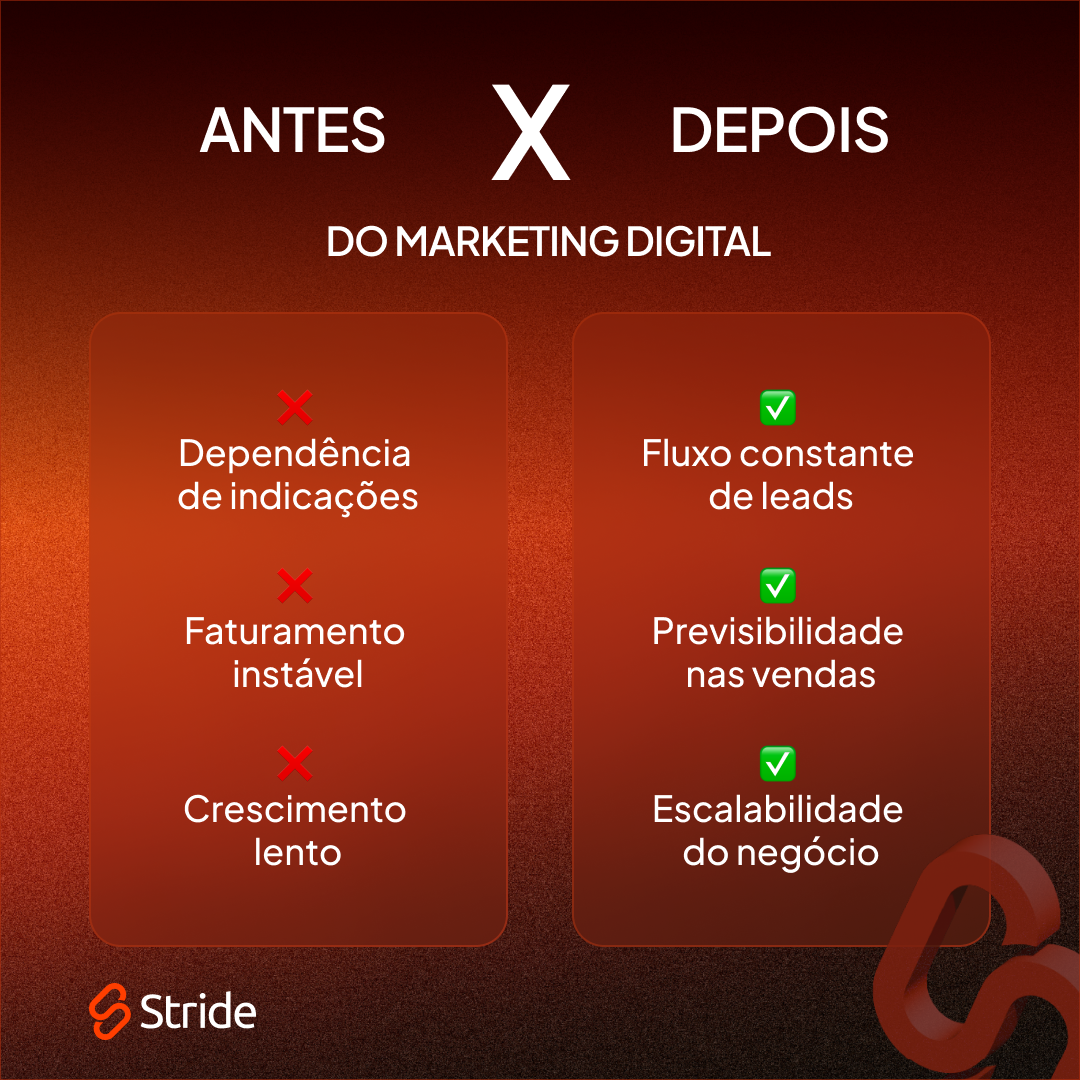 ANTES X DEPOIS
DO MARKETING DIGITAL
❌
Dependência
de indicações
❌
Faturamento
instável
❌
Crescimento
lento
✅
Fluxo constante
de leads
✅
Previsibilidade
nas vendas
✅
Escalabilidade
do negócio
Stride